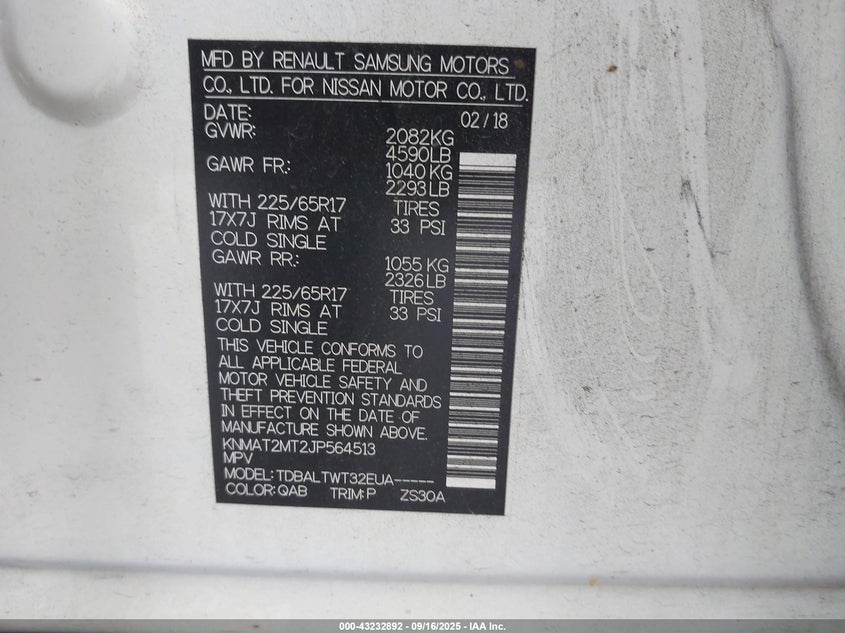 MFD BY RENAULT SAMSUNG MOTORS
CO., LTD. FOR NISSAN MOTOR CO., LTD.
DATE: 02/18
GVWR: 2082KG
4590LB
GAWR FR.: 1040 KG
2293 LB
WITH 225/65R17 TIRES
17X7J RIMS AT 33 PSI
COLD SINGLE
GAWR RR.: 1055 KG
2326 LB
WITH 225/65R17 TIRES
17X7J RIMS AT 33 PSI
COLD SINGLE
THIS VEHICLE CONFORMS TO
ALL APPLICABLE FEDERAL
MOTOR VEHICLE SAFETY AND
THEFT PREVENTION STANDARDS
IN EFFECT ON THE DATE OF
MANUFACTURE SHOWN ABOVE.
KNMAT2MT2JP564513
MPV
MODEL: TDBALTWT32EUA-----
COLOR: QAB TRIM: P ZS30A
000-43232892 - 09/16/2025 - IAA Inc.